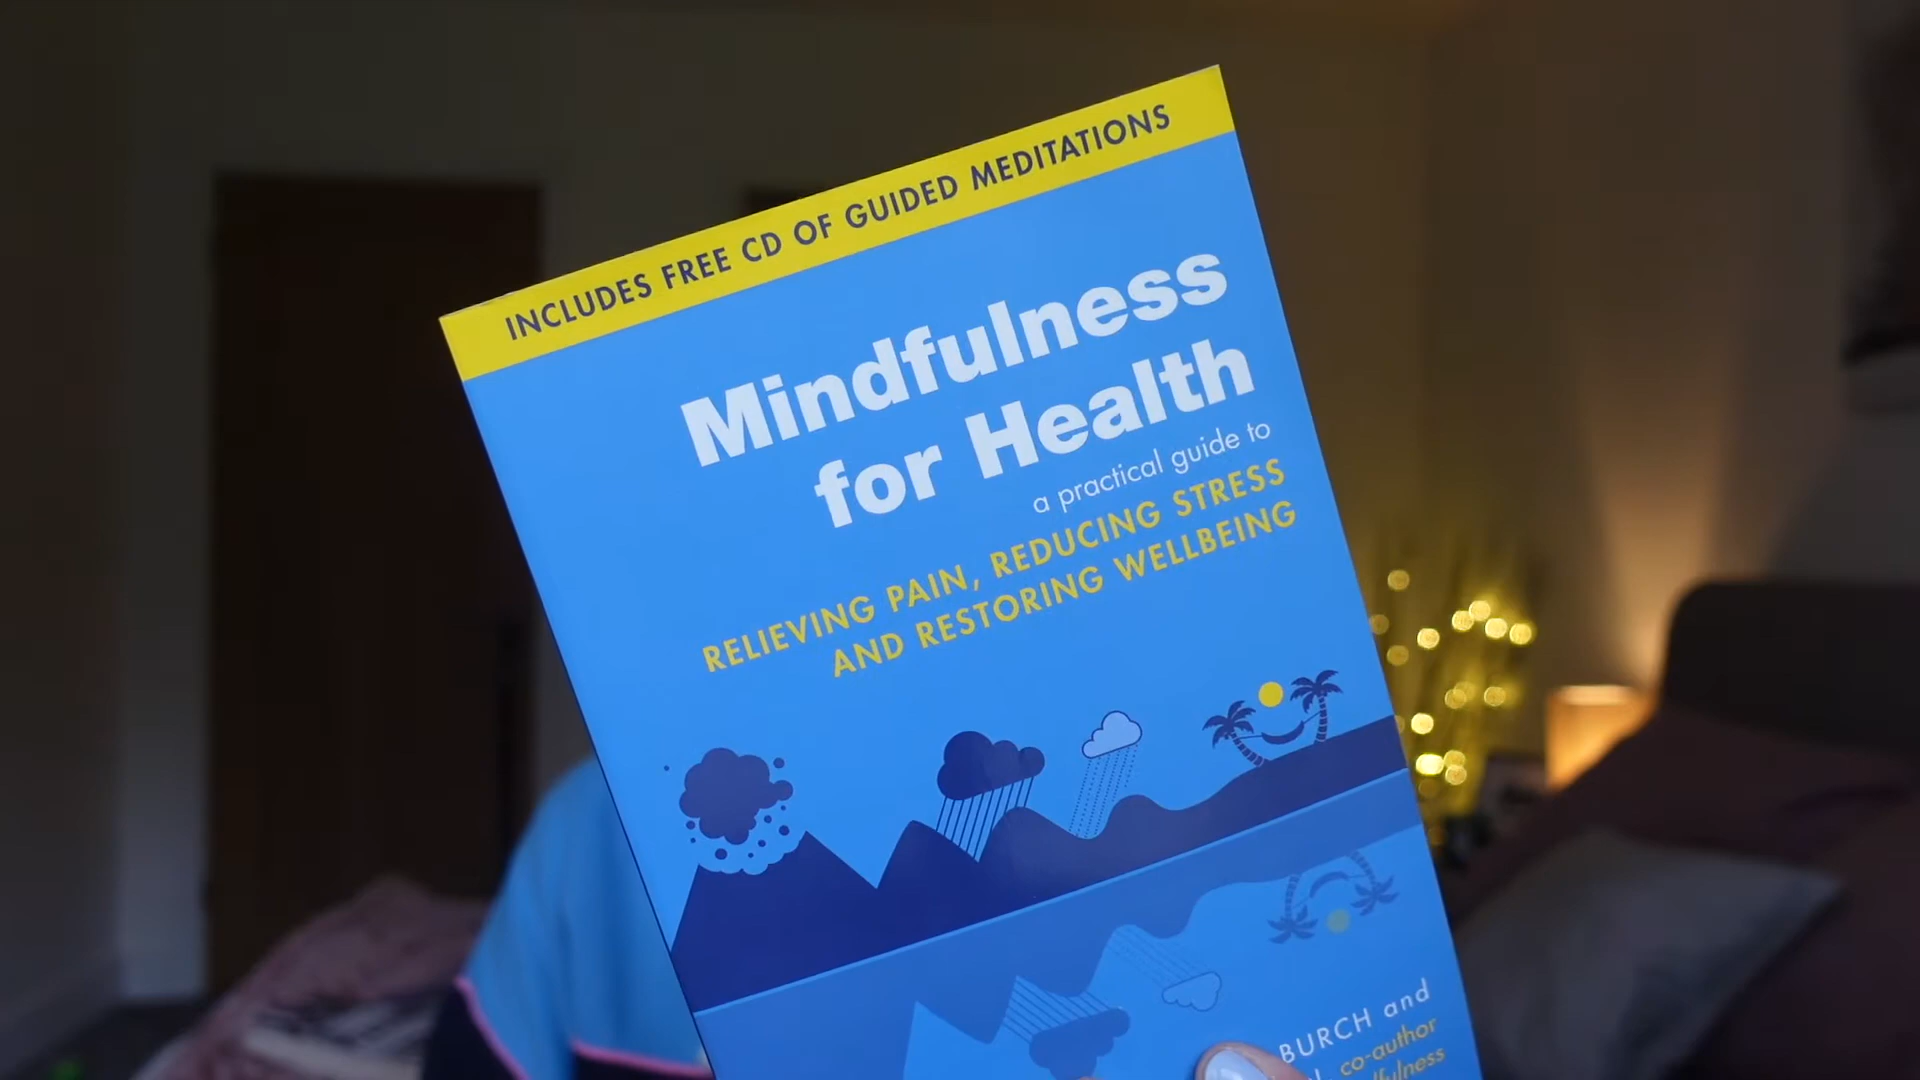 INCLUDES FREE CD OF GUIDED MEDITATIONS
Mindfulness
for Health
a practical guide to
RELIEVING PAIN, REDUCING STRESS
AND RESTORING WELLBEING
BURCH and
co-author